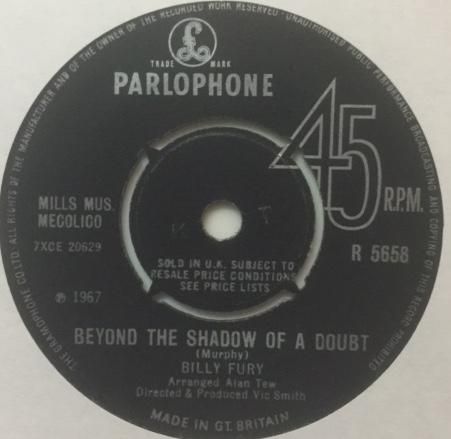 THE GRAMOPHONE CO. LTD. ALL RIGHTS OF THE MANUFACTURER AND OF THE OWNER OF THE RECORDED WORK RESERVED · UNAUTHORISED PUBLIC PERFORMANCE BROADCASTING AND COPYING OF THIS RECORD PROHIBITED
£
TRADE MARK
PARLOPHONE
45
R.P.M.
MILLS MUS.
MECOLICO
7XCE 20629
R 5658
K T
SOLD IN U.K. SUBJECT TO
RESALE PRICE CONDITIONS
SEE PRICE LISTS
℗ 1967
BEYOND THE SHADOW OF A DOUBT
(Murphy)
BILLY FURY
Arranged Alan Tew
Directed & Produced Vic Smith
MADE IN GT. BRITAIN